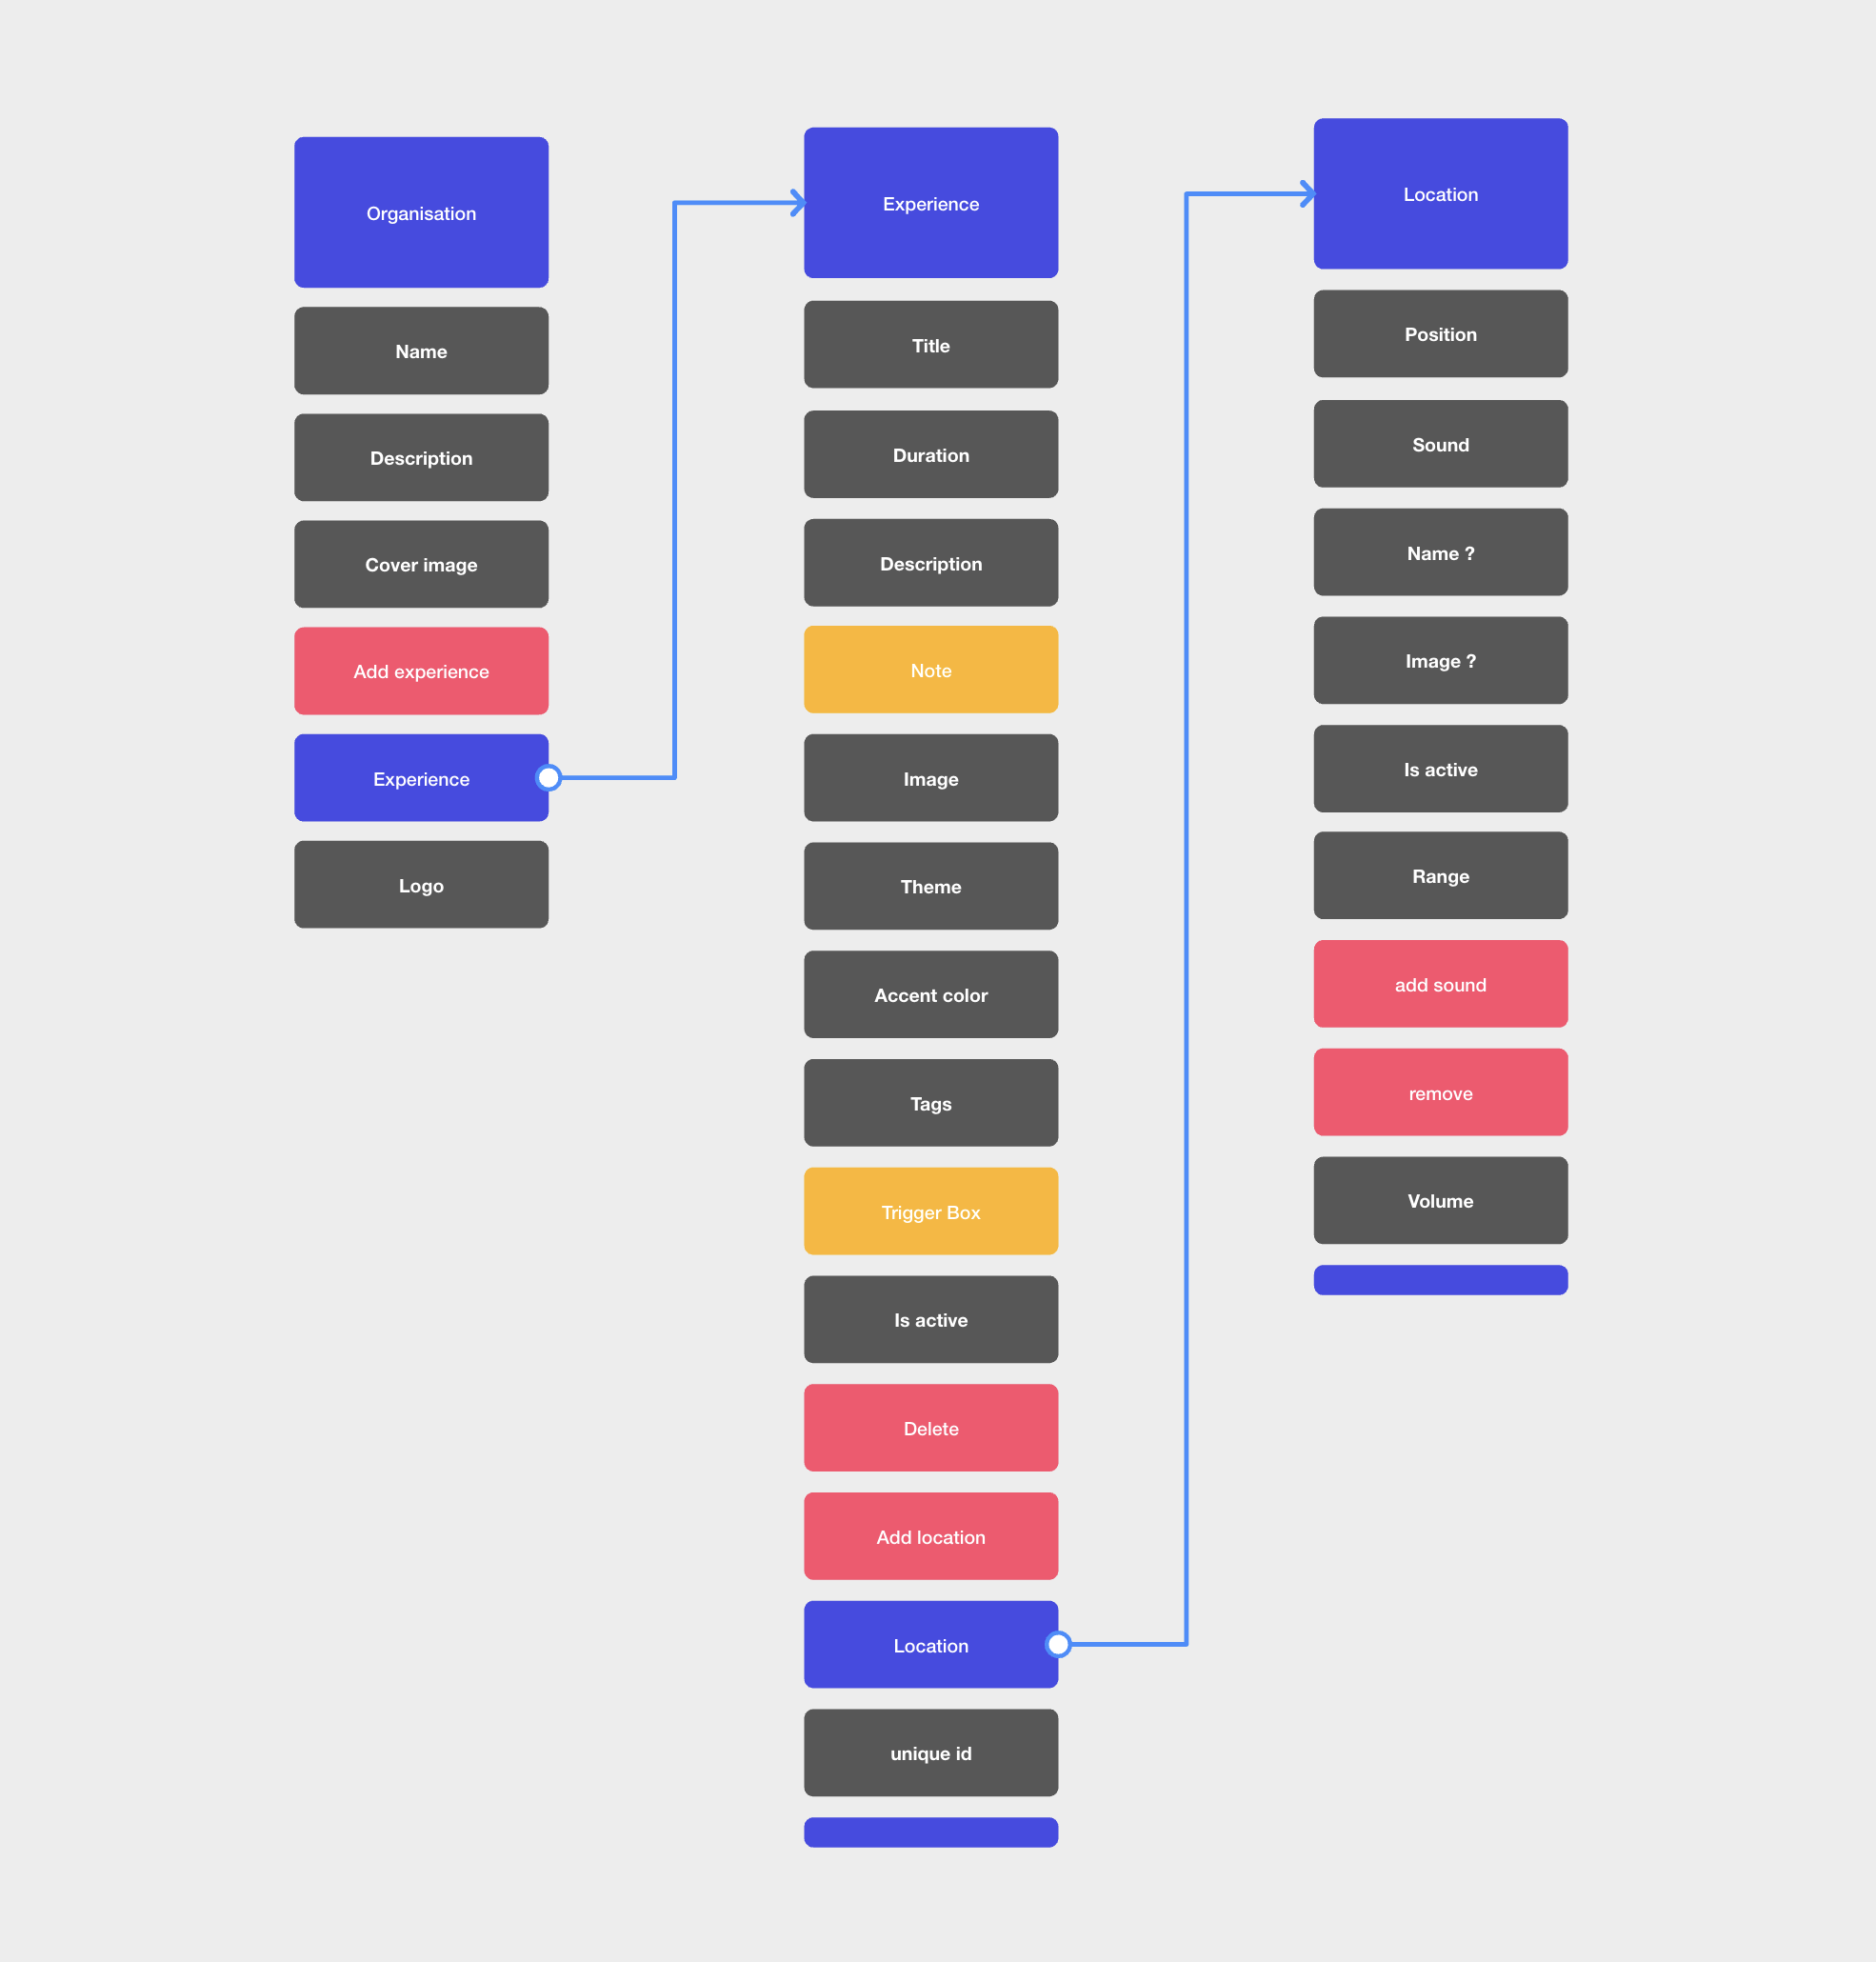 Organisation
Name
Description
Cover image
Add experience
Experience
Logo
Experience
Title
Duration
Description
Note
Image
Theme
Accent color
Tags
Trigger Box
Is active
Delete
Add location
Location
unique id
Location
Position
Sound
Name ?
Image ?
Is active
Range
add sound
remove
Volume